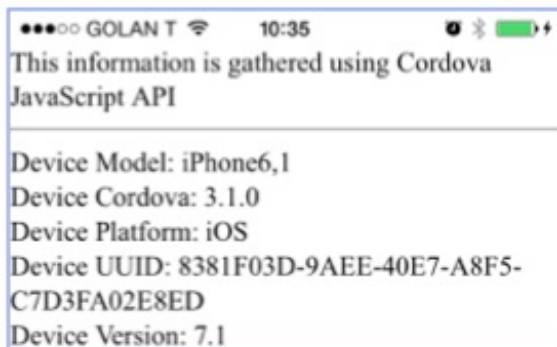 GOLAN T 10:35
This information is gathered using Cordova
JavaScript API
Device Model: iPhone6,1
Device Cordova: 3.1.0
Device Platform: iOS
Device UUID: 8381F03D-9AEE-40E7-A8F5-
C7D3FA02E8ED
Device Version: 7.1